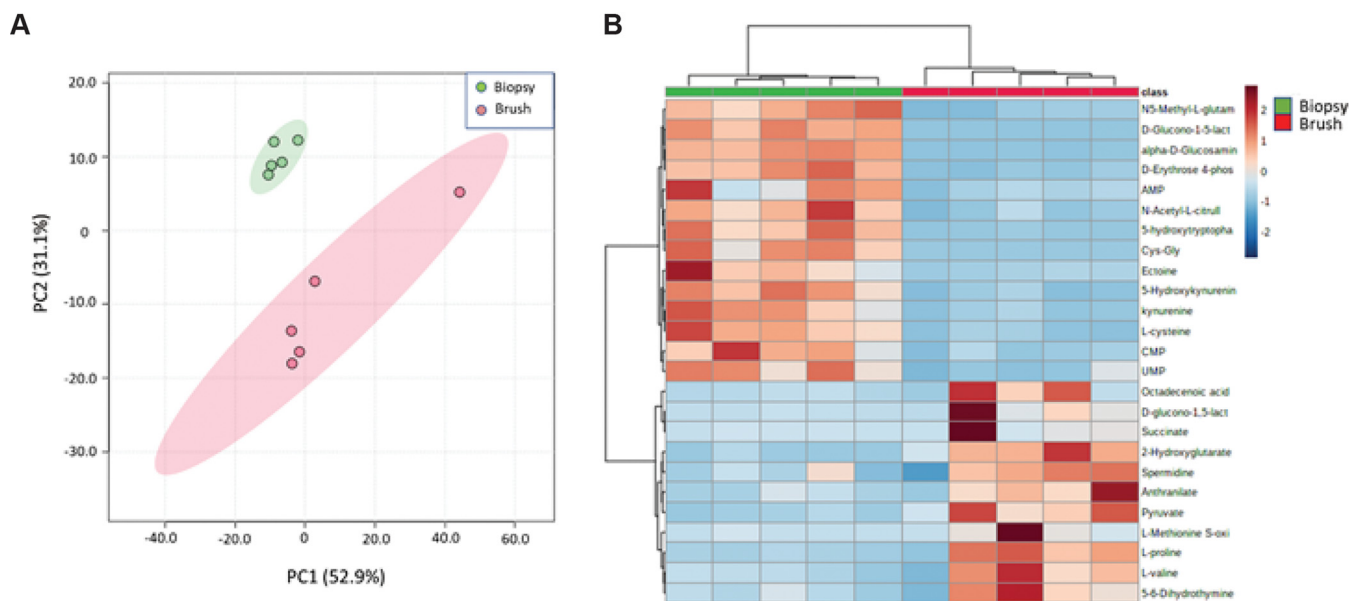 A
B
20.0
10.0
0
-10.0
-20.0
-30.0
PC2 (31.1%)
-40.0
-20.0
0
20.0
40.0
60.0
PC1 (52.9%)
Biopsy
Brush
class
N5-Methyl-L-glutam
D-Glucono-1-5-lact
alpha-D-Glucosamin
D-Erythrose 4-phos
AMP
N-Acetyl-L-citrull
5-hydroxytryptopha
Cys-Gly
Ectoine
5-Hydroxykynurenin
kynurenine
L-cysteine
CMP
UMP
Octadecenoic acid
D-glucono-1,5-lact
Succinate
2-Hydroxyglutarate
Spermidine
Anthranilate
Pyruvate
L-Methionine S-oxi
L-proline
L-valine
5-6-Dihydrothymine
2
1
0
-1
-2
Biopsy
Brush